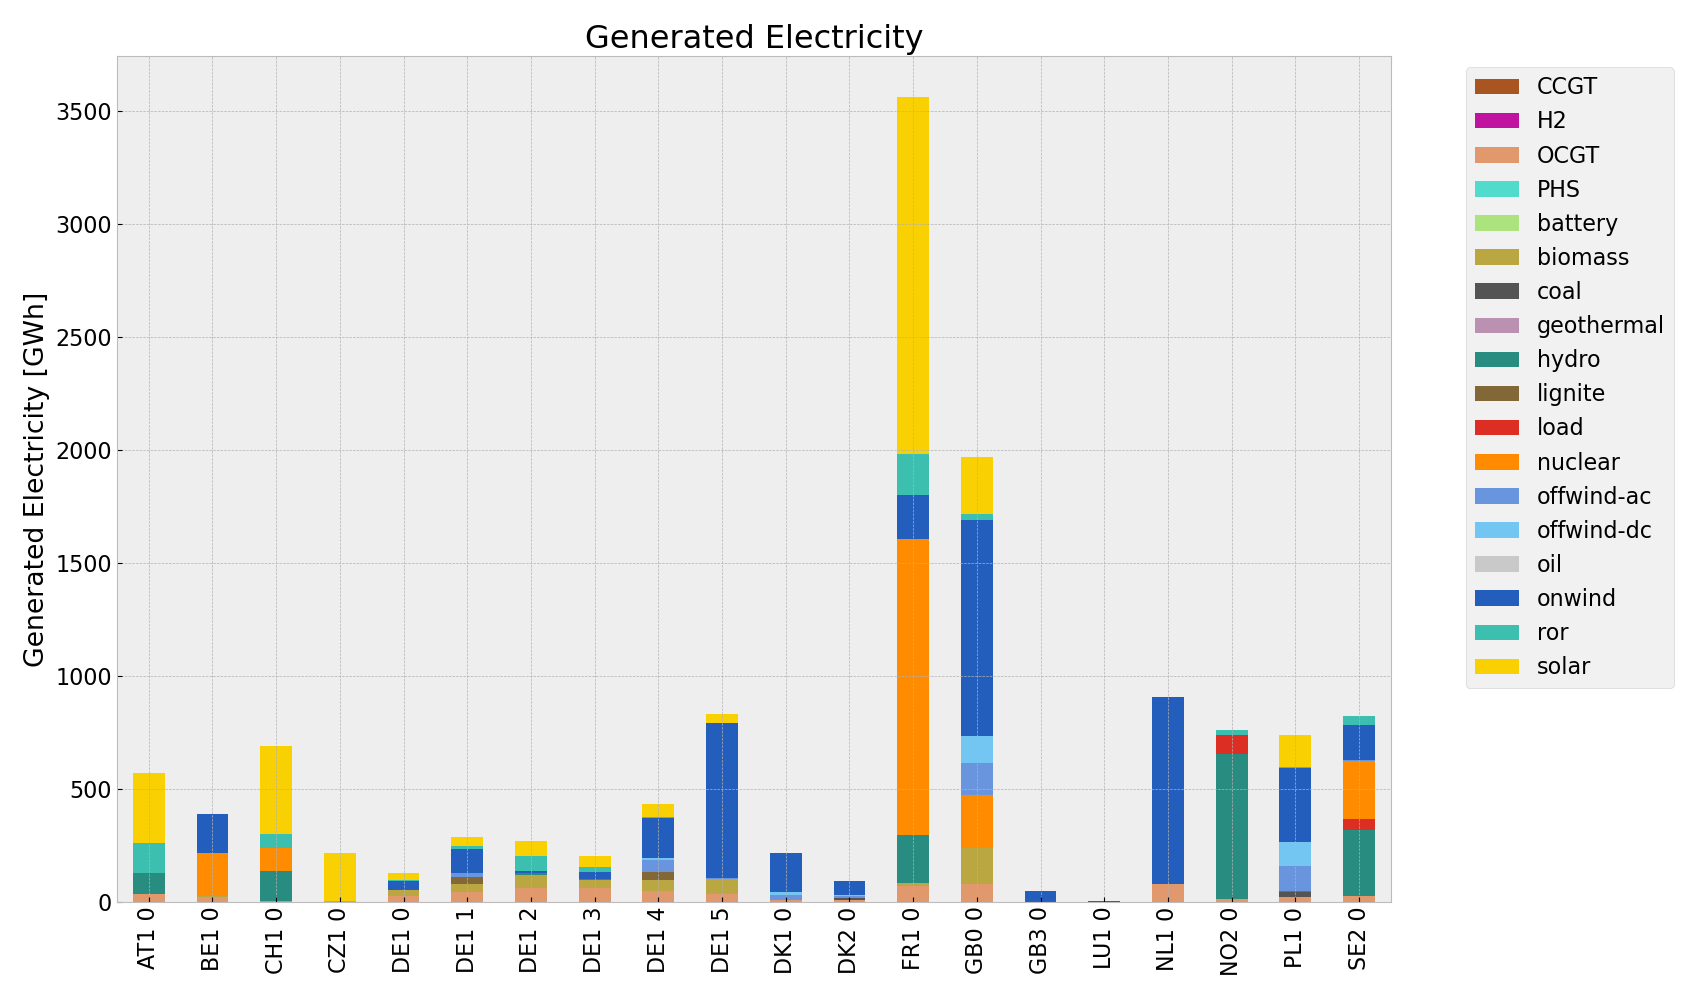 Generated Electricity
Generated Electricity [GWh]
3500
3000
2500
2000
1500
1000
500
0
AT1 0
BE1 0
CH1 0
CZ1 0
DE1 0
DE1 1
DE1 2
DE1 3
DE1 4
DE1 5
DK1 0
DK2 0
FR1 0
GB0 0
GB3 0
LU1 0
NL1 0
NO2 0
PL1 0
SE2 0
CCGT
H2
OCGT
PHS
battery
biomass
coal
geothermal
hydro
lignite
load
nuclear
offwind-ac
offwind-dc
oil
onwind
ror
solar